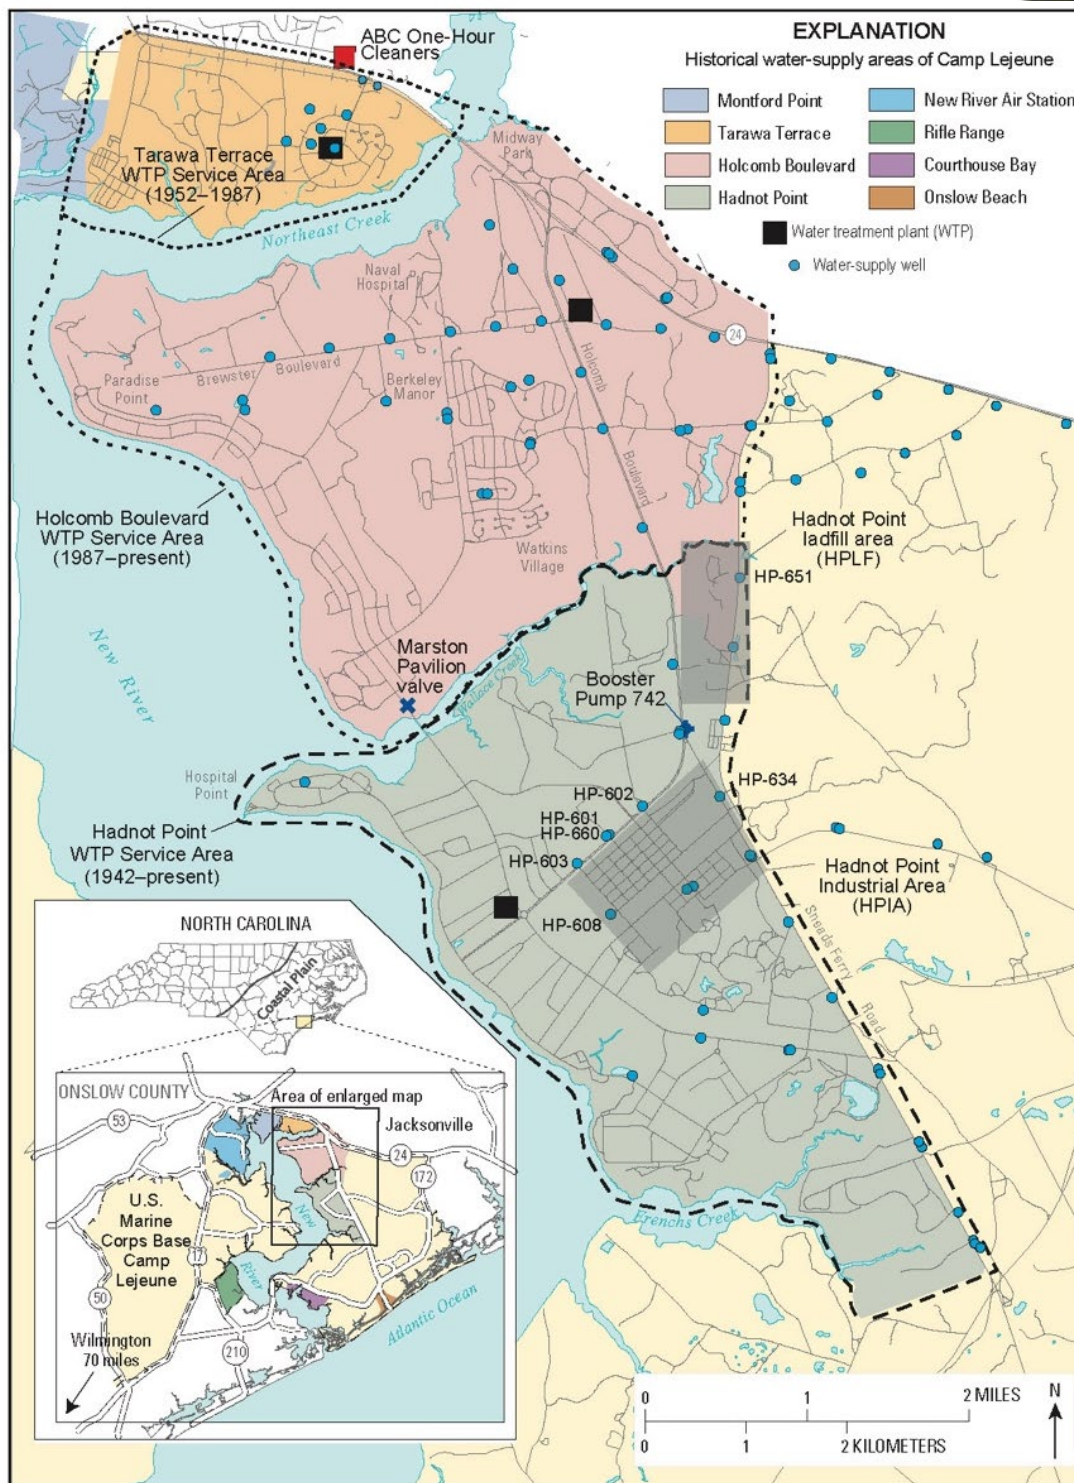 EXPLANATION
Historical water-supply areas of Camp Lejeune
Montford Point
New River Air Station
Tarawa Terrace
Rifle Range
Holcomb Boulevard
Courthouse Bay
Hadnot Point
Onslow Beach
Water treatment plant (WTP)
Water-supply well
ABC One-Hour
Cleaners
Tarawa Terrace
WTP Service Area
(1952–1987)
Midway
Park
Northeast Creek
Naval
Hospital
24
Holcomb
Boulevard
Brewster
Boulevard
Paradise
Point
Berkeley
Manor
Holcomb Boulevard
WTP Service Area
(1987–present)
Watkins
Village
Hadnot Point
ladfill area
(HPLF)
HP-651
New River
Marston
Pavilion
valve
Wallace Creek
Booster
Pump 742
Hospital
Point
HP-634
HP-602
HP-601
HP-660
HP-603
HP-608
Hadnot Point
WTP Service Area
(1942–present)
Hadnot Point
Industrial Area
(HPIA)
Sneads Ferry
Road
Frenchs Creek
NORTH CAROLINA
Coastal Plain
ONSLOW COUNTY
Area of enlarged map
Jacksonville
53
24
172
U.S.
Marine
Corps Base
Camp
Lejeune
17
New
River
50
210
Wilmington
70 miles
Atlantic Ocean
0 1 2 MILES
0 1 2 KILOMETERS
N